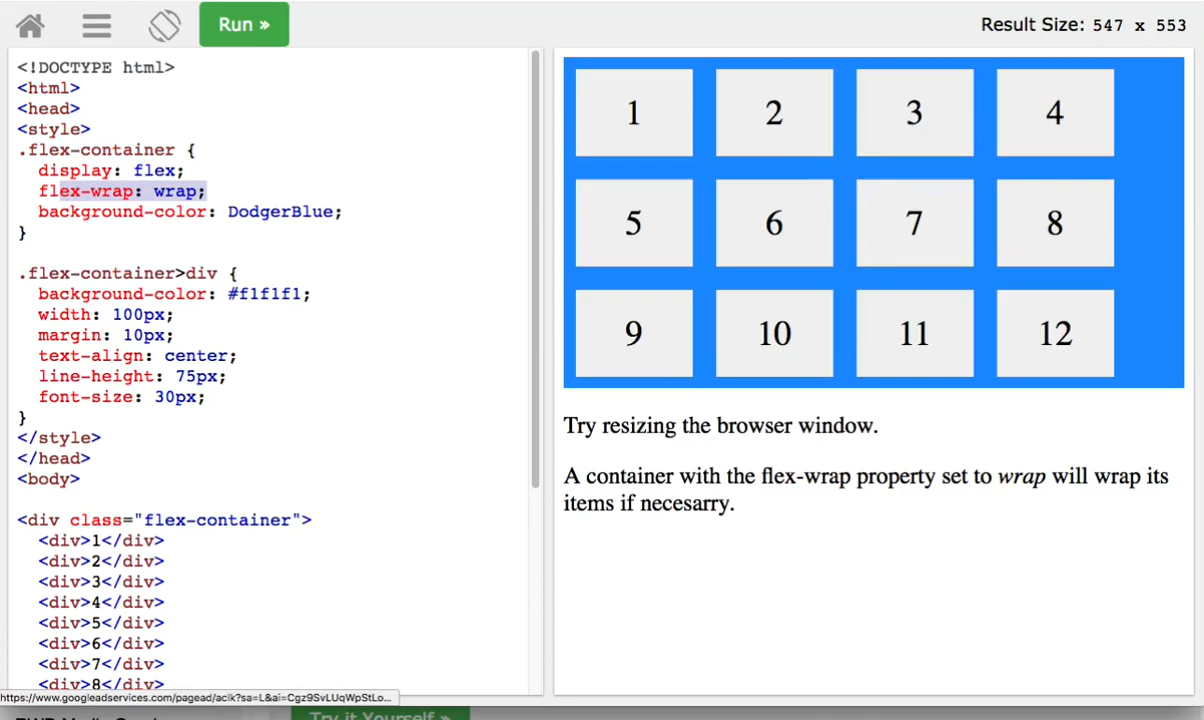 Run »
Result Size: 547 x 553
<!DOCTYPE html>
<html>
<head>
<style>
.flex-container {
display: flex;
flex-wrap: wrap;
background-color: DodgerBlue;
}
.flex-container>div {
background-color: #f1f1f1;
width: 100px;
margin: 10px;
text-align: center;
line-height: 75px;
font-size: 30px;
}
</style>
</head>
<body>
<div class="flex-container">
<div>1</div>
<div>2</div>
<div>3</div>
<div>4</div>
<div>5</div>
<div>6</div>
<div>7</div>
<div>8</div>
1 2 3 4
5 6 7 8
9 10 11 12
Try resizing the browser window.
A container with the flex-wrap property set to wrap will wrap its
items if necesarry.
https://www.googleadservices.com/pagead/aclk?sa=L&ai=Cgz9SvLUqWpStLo...
Try it Yourself »